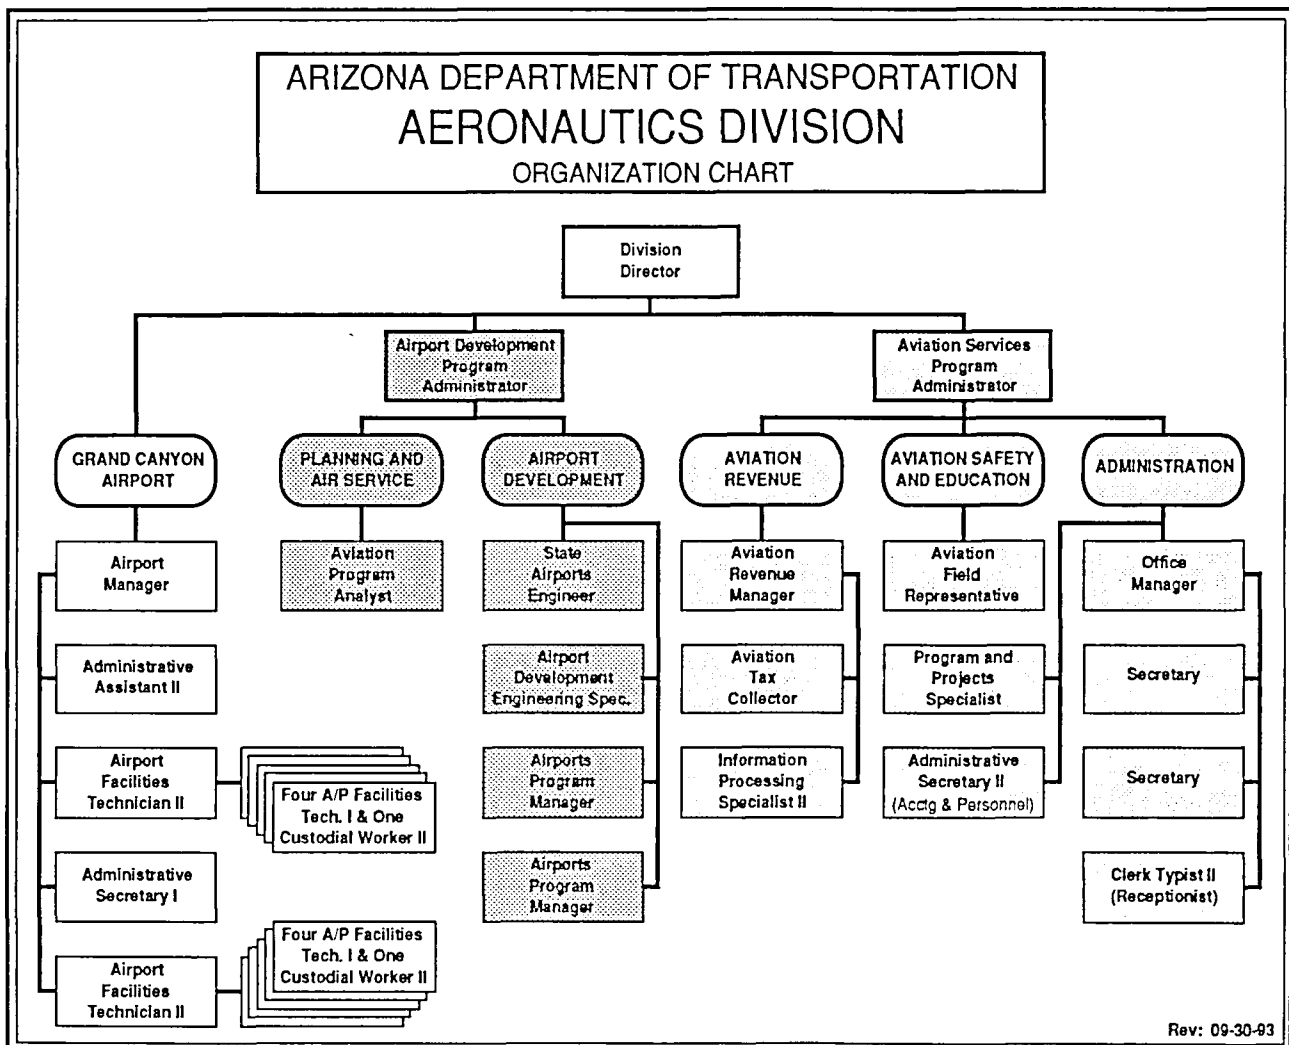 ARIZONA DEPARTMENT OF TRANSPORTATION
AERONAUTICS DIVISION
ORGANIZATION CHART
Division
Director
Airport Development
Program
Administrator
Aviation Services
Program
Administrator
GRAND CANYON
AIRPORT
PLANNING AND
AIR SERVICE
AIRPORT
DEVELOPMENT
AVIATION
REVENUE
AVIATION SAFETY
AND EDUCATION
ADMINISTRATION
Airport
Manager
Aviation
Program
Analyst
State
Airports
Engineer
Aviation
Revenue
Manager
Aviation
Field
Representative
Office
Manager
Administrative
Assistant II
Airport
Development
Engineering Spec.
Aviation
Tax
Collector
Program and
Projects
Specialist
Secretary
Airport
Facilities
Technician II
Four A/P Facilities
Tech. I & One
Custodial Worker II
Airports
Program
Manager
Information
Processing
Specialist II
Administrative
Secretary II
(Acctg & Personnel)
Secretary
Administrative
Secretary I
Airports
Program
Manager
Clerk Typist II
(Receptionist)
Airport
Facilities
Technician II
Four A/P Facilities
Tech. I & One
Custodial Worker II
Rev: 09-30-93